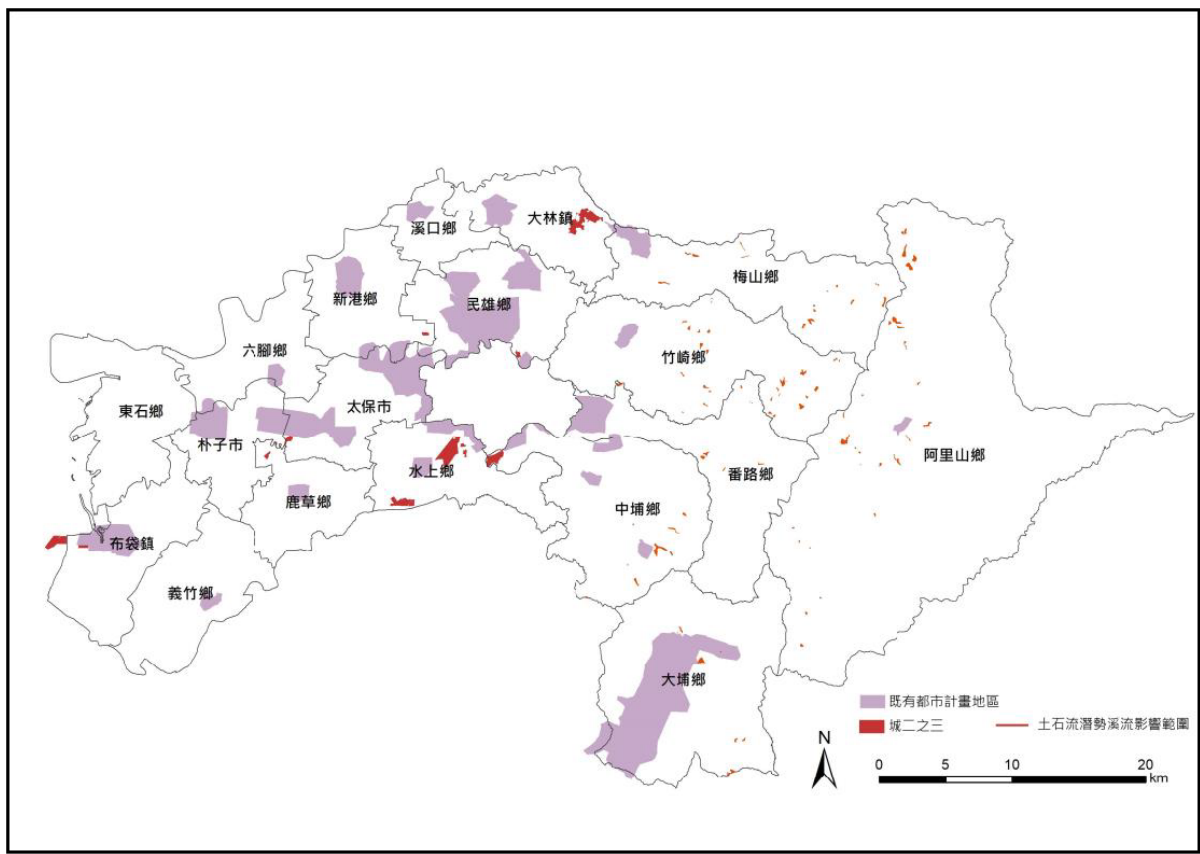 大林鎮
溪口鄉
梅山鄉
新港鄉
民雄鄉
六腳鄉
竹崎鄉
東石鄉
太保市
朴子市
水上鄉
番路鄉
阿里山鄉
鹿草鄉
中埔鄉
布袋鎮
義竹鄉
大埔鄉
既有都市計畫地區
城二之三
土石流潛勢溪流影響範圍
N
0 5 10 20
km